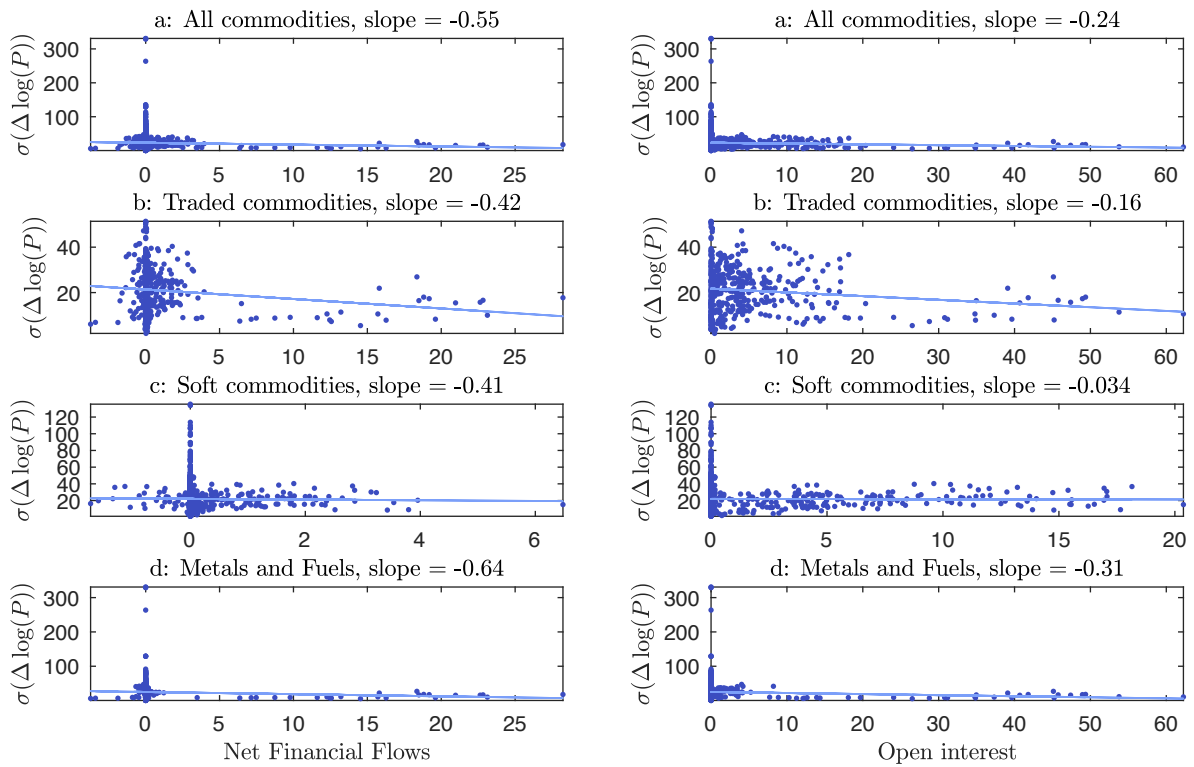 a: All commodities, slope = -0.55
σ(Δ log(P))
300
200
100
0 5 10 15 20 25
a: All commodities, slope = -0.24
σ(Δ log(P))
300
200
100
0 10 20 30 40 50 60
b: Traded commodities, slope = -0.42
σ(Δ log(P))
40
20
0 5 10 15 20 25
b: Traded commodities, slope = -0.16
σ(Δ log(P))
40
20
0 10 20 30 40 50 60
c: Soft commodities, slope = -0.41
σ(Δ log(P))
120
100
80
60
40
20
0 2 4 6
c: Soft commodities, slope = -0.034
σ(Δ log(P))
120
100
80
60
40
20
0 5 10 15 20
d: Metals and Fuels, slope = -0.64
σ(Δ log(P))
300
200
100
0 5 10 15 20 25
Net Financial Flows
d: Metals and Fuels, slope = -0.31
σ(Δ log(P))
300
200
100
0 10 20 30 40 50 60
Open interest